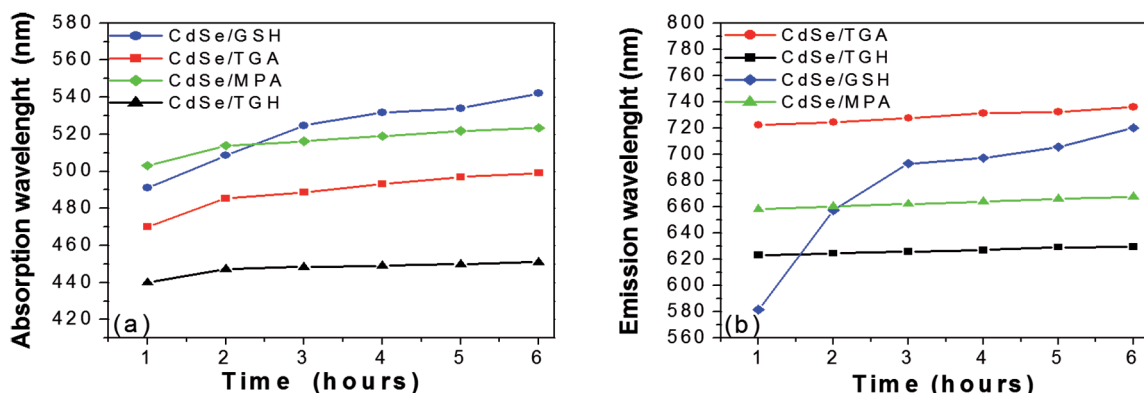 Absorption wavelenght (nm)
580
560
540
520
500
480
460
440
420
CdSe/GSH
CdSe/TGA
CdSe/MPA
CdSe/TGH
(a)
1 2 3 4 5 6
Time (hours)
Emission wavelenght (nm)
800
780
760
740
720
700
680
660
640
620
600
580
560
CdSe/TGA
CdSe/TGH
CdSe/GSH
CdSe/MPA
(b)
1 2 3 4 5 6
Time (hours)